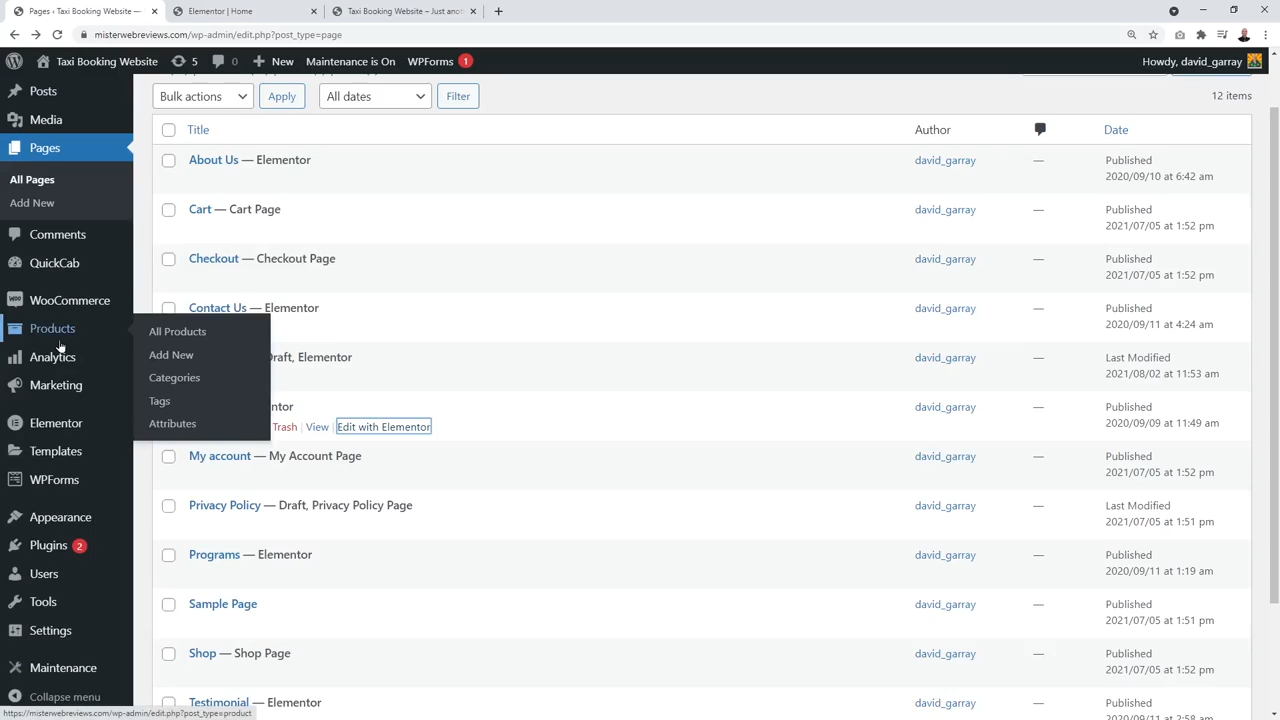 Pages ‹ Taxi Booking Website —
Elementor | Home
Taxi Booking Website – Just anot
misterwebreviews.com/wp-admin/edit.php?post_type=page
Taxi Booking Website
5
0
New
Maintenance is On
WPForms
1
Howdy, david_garray
Posts
Media
Pages
All Pages
Add New
Comments
QuickCab
WooCommerce
Products
Analytics
Marketing
Elementor
Templates
WPForms
Appearance
Plugins 2
Users
Tools
Settings
Maintenance
Collapse menu
All Products
Add New
Categories
Tags
Attributes
Bulk actions
Apply
All dates
Filter
12 items
Title
Author
Date
About Us — Elementor
david_garray
—
Published
2020/09/10 at 6:42 am
Cart — Cart Page
david_garray
—
Published
2021/07/05 at 1:52 pm
Checkout — Checkout Page
david_garray
—
Published
2021/07/05 at 1:52 pm
Contact Us — Elementor
david_garray
—
Published
2020/09/11 at 4:24 am
Draft, Elementor
david_garray
—
Last Modified
2021/08/02 at 11:53 am
Trash | View | Edit with Elementor
david_garray
—
Published
2020/09/09 at 11:49 am
My account — My Account Page
david_garray
—
Published
2021/07/05 at 1:52 pm
Privacy Policy — Draft, Privacy Policy Page
david_garray
—
Last Modified
2021/07/05 at 1:51 pm
Programs — Elementor
david_garray
—
Published
2020/09/11 at 1:19 am
Sample Page
david_garray
—
Published
2021/07/05 at 1:51 pm
Shop — Shop Page
david_garray
—
Published
2021/07/05 at 1:52 pm
Testimonial — Elementor
david_garray
—
Published
2020/09/11 at 2:58 am
https://misterwebreviews.com/wp-admin/edit.php?post_type=product